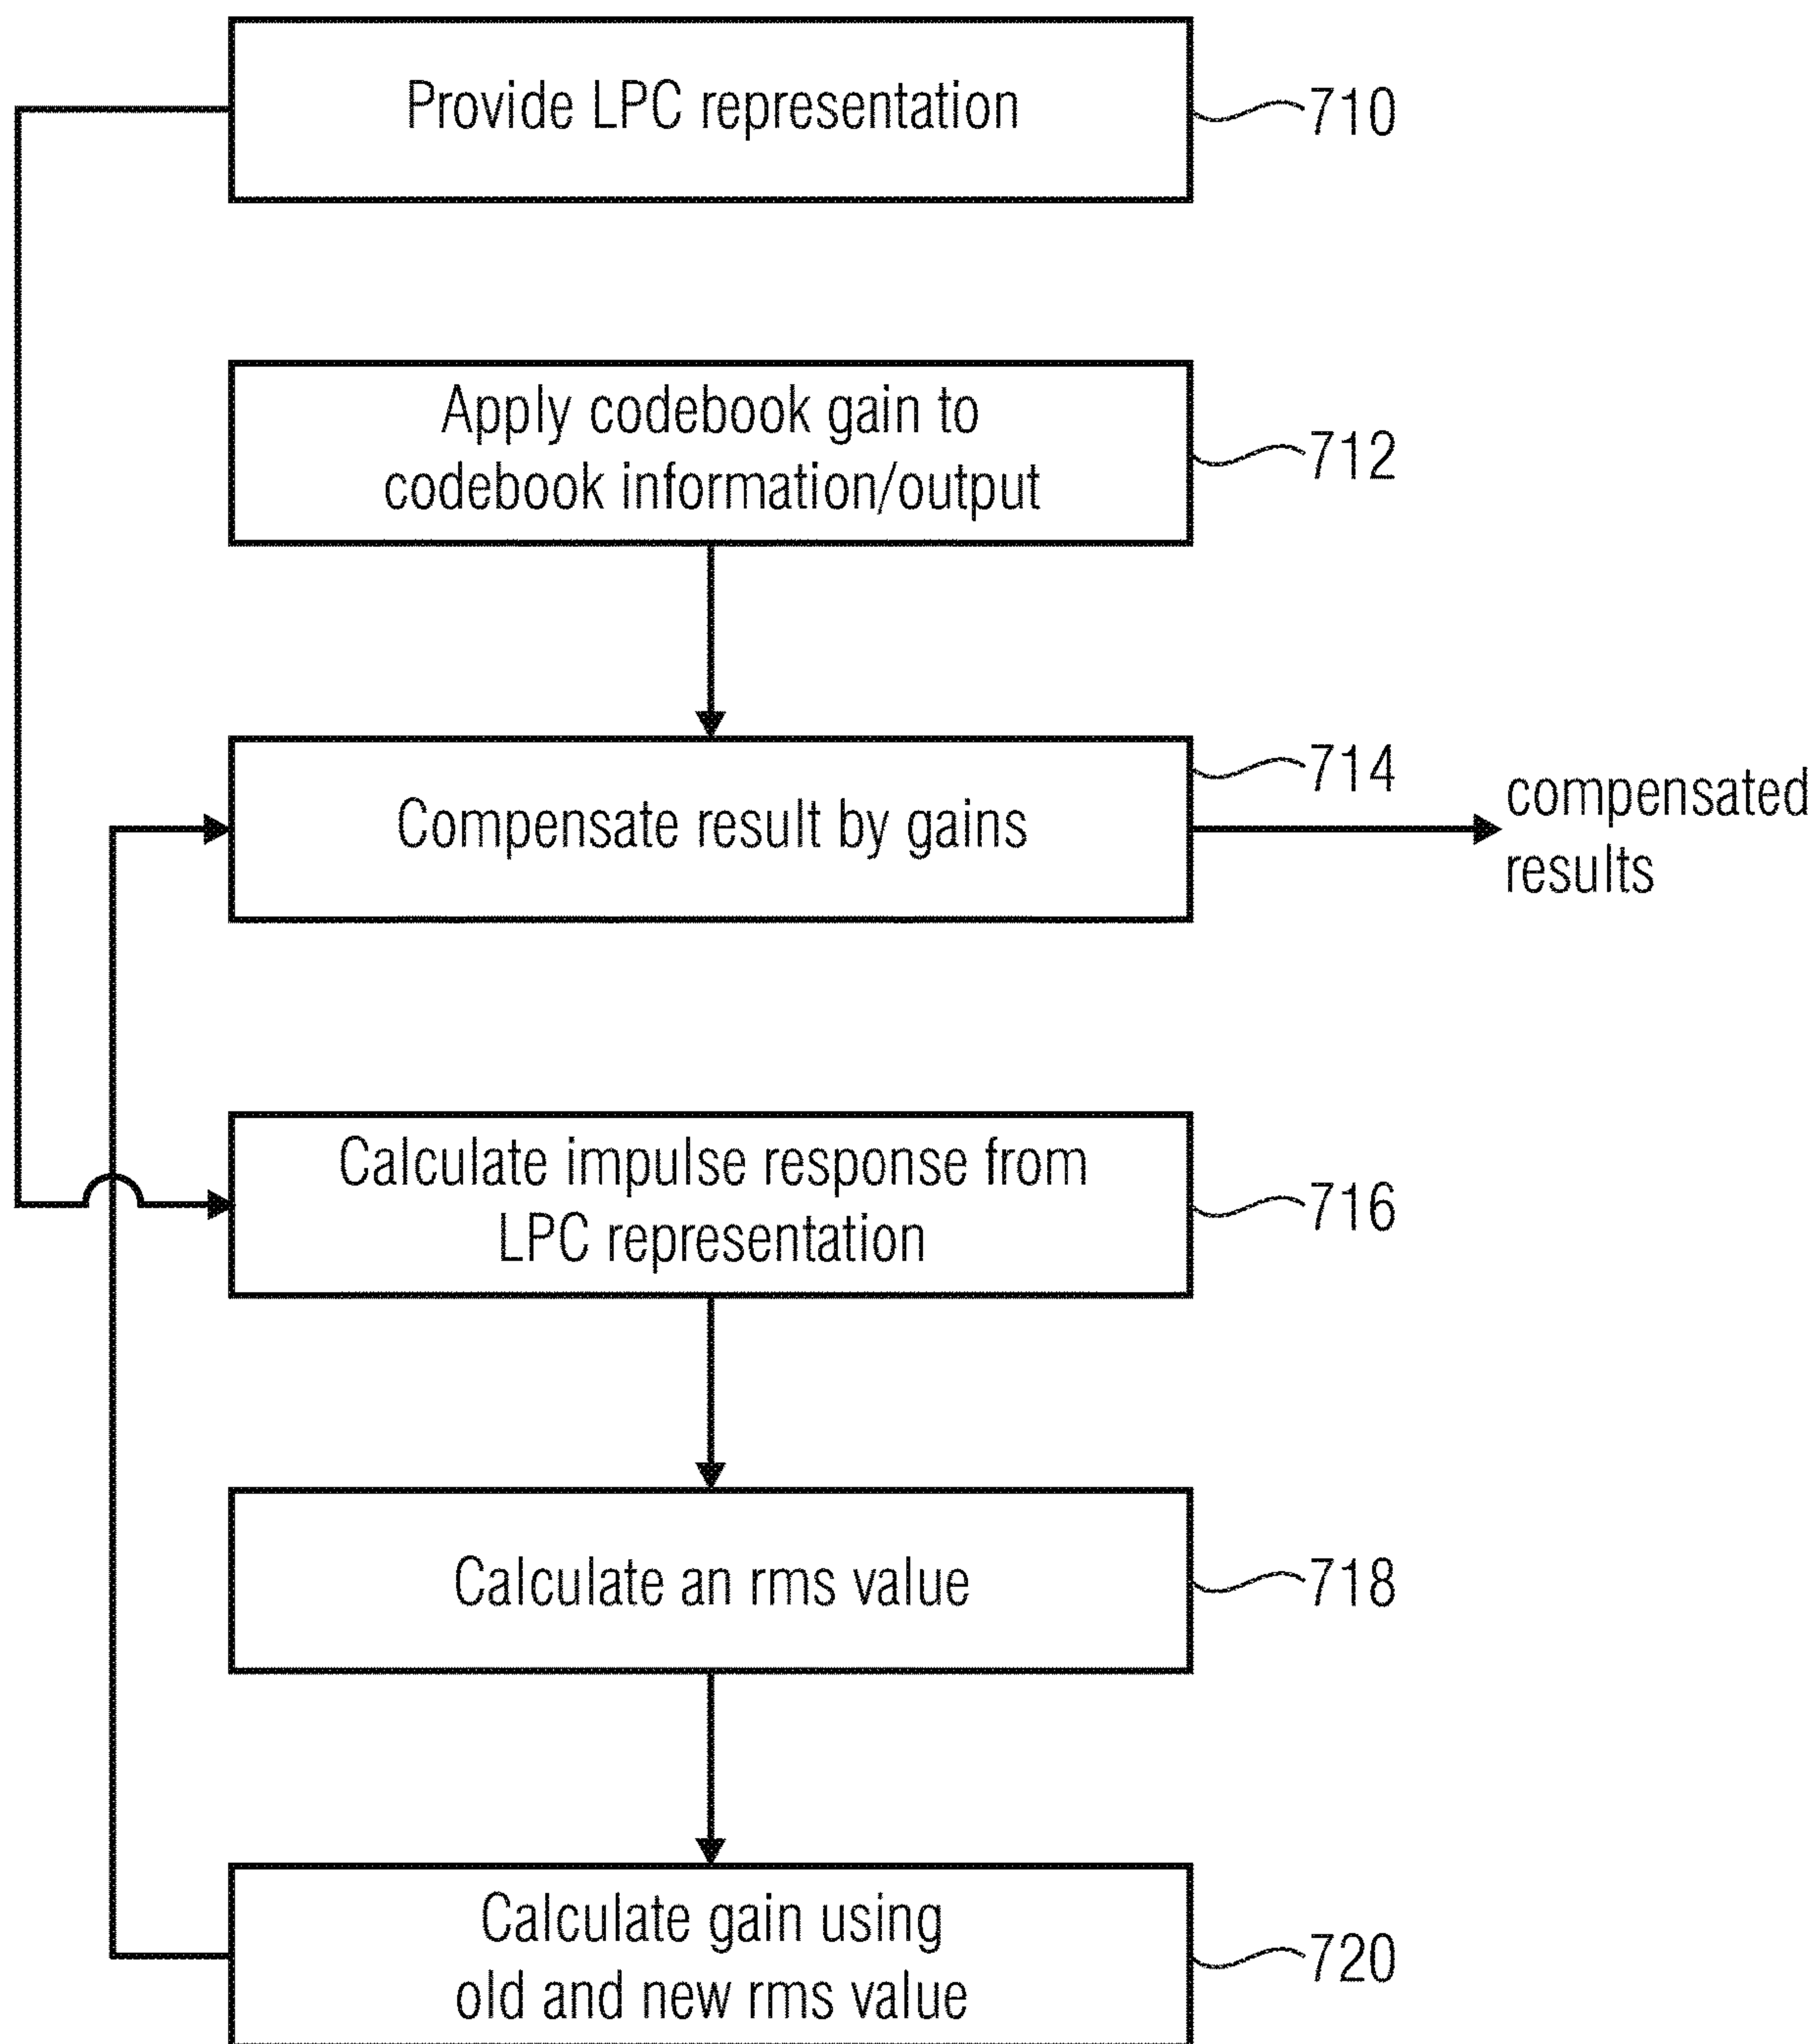 Provide LPC representation
710
Apply codebook gain to
codebook information/output
712
Compensate result by gains
714
compensated
results
Calculate impulse response from
LPC representation
716
Calculate an rms value
718
Calculate gain using
old and new rms value
720